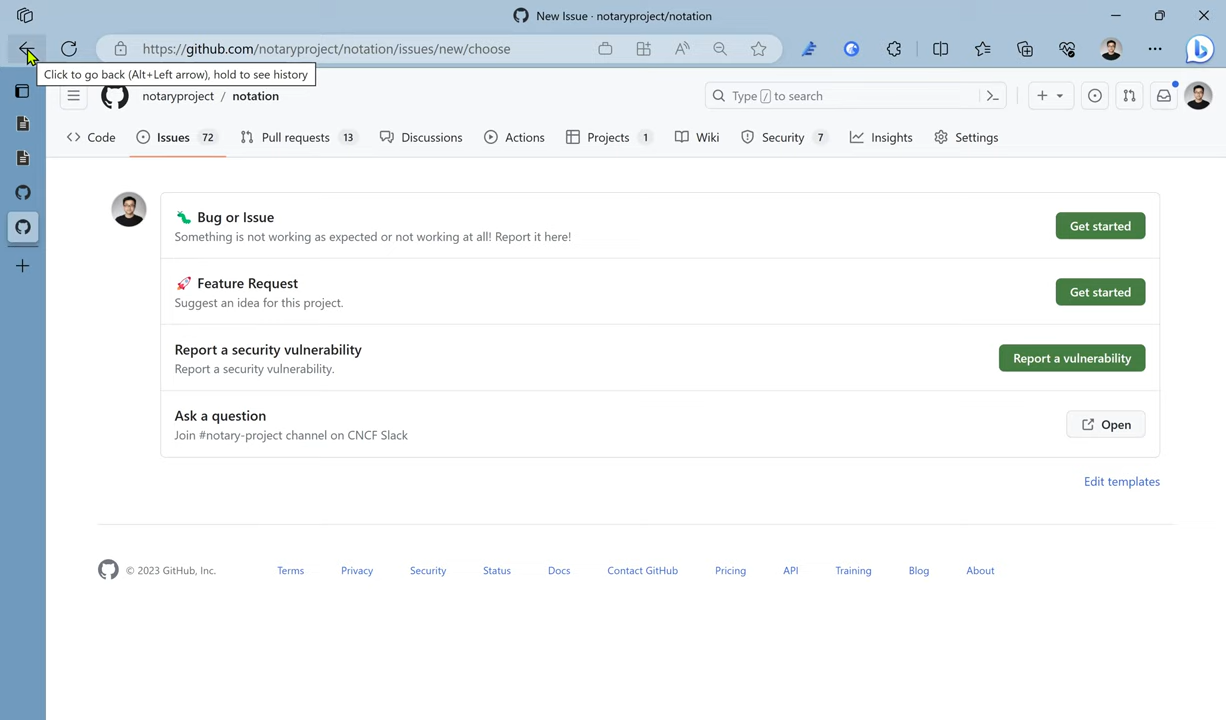 New Issue · notaryproject/notation
https://github.com/notaryproject/notation/issues/new/choose
Click to go back (Alt+Left arrow), hold to see history
notaryproject / notation
Type / to search
Code
Issues 72
Pull requests 13
Discussions
Actions
Projects 1
Wiki
Security 7
Insights
Settings
🐛 Bug or Issue
Something is not working as expected or not working at all! Report it here!
Get started
🚀 Feature Request
Suggest an idea for this project.
Get started
Report a security vulnerability
Report a security vulnerability.
Report a vulnerability
Ask a question
Join #notary-project channel on CNCF Slack
Open
Edit templates
© 2023 GitHub, Inc.
Terms
Privacy
Security
Status
Docs
Contact GitHub
Pricing
API
Training
Blog
About